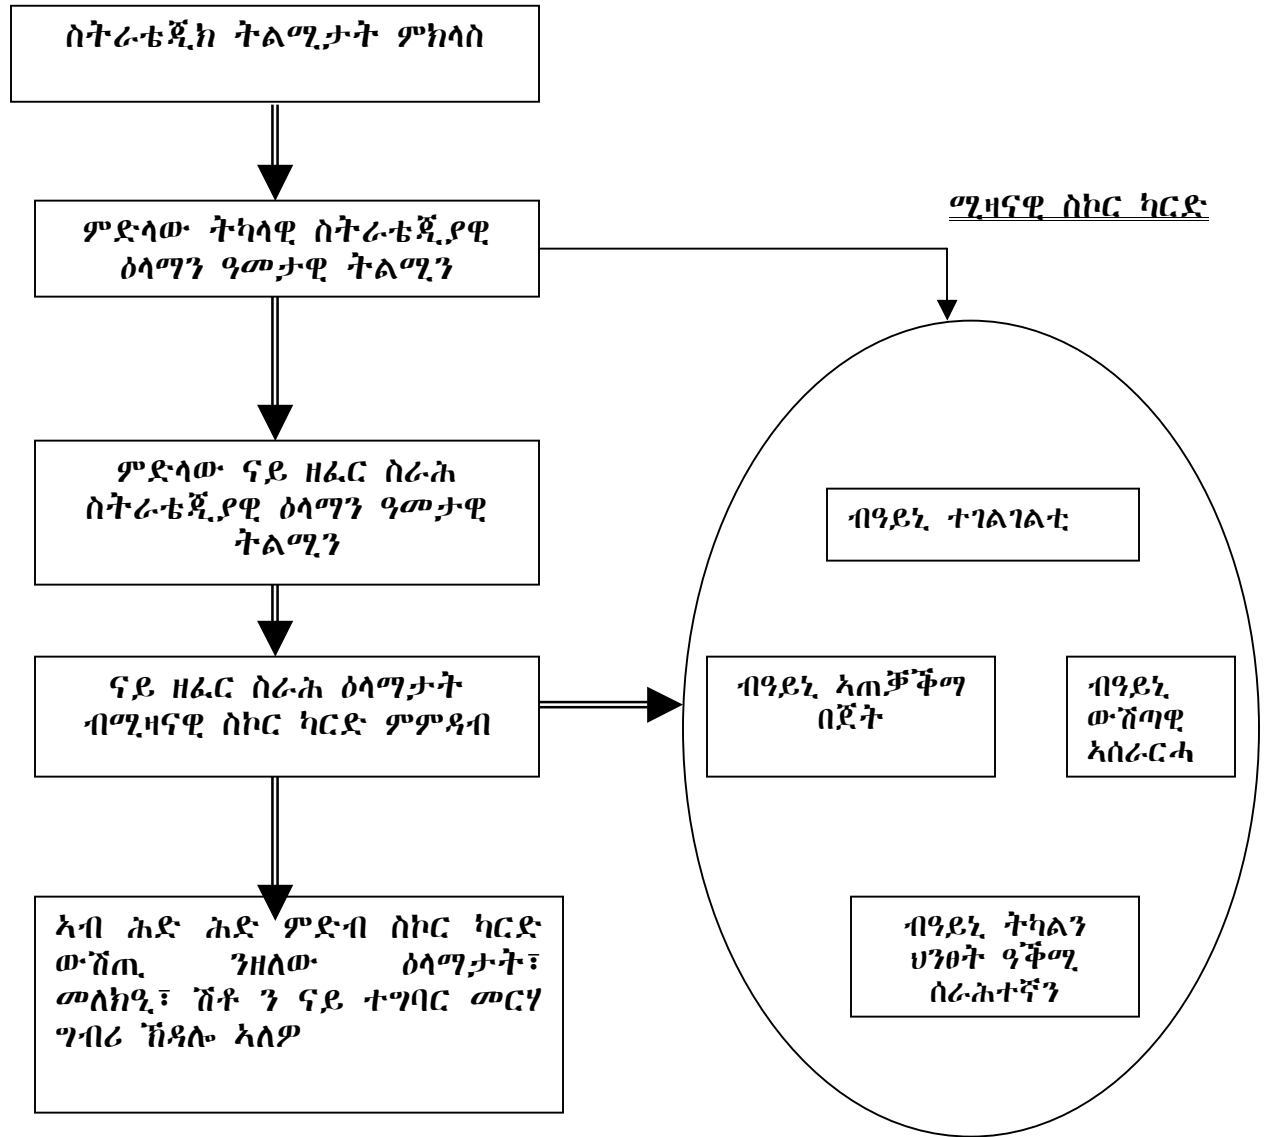 ስትራቴጂክ ትልሚታት ምክላስ
ምድላው ትካላዊ ስትራቴጂያዊ
ዕላማን ዓመታዊ ትልሚን
ምድላው ናይ ዘፈር ስራሕ
ስትራቴጂያዊ ዕላማን ዓመታዊ
ትልሚን
ናይ ዘፈር ስራሕ ዕላማታት
ብሚዛናዊ ስኮር ካርድ ምምዳብ
ኣብ ሕድ ሕድ ምድብ ስኮር ካርድ
ውሽጢ ንዘለው ዕላማታት፣
መለክዒ፣ ሽቶ ን ናይ ተግባር መርሃ
ግብሪ ኸዳሎ ኣለዎ
ሚዛናዊ ስኮር ካርድ
ብዓይኒ ተገልገልቲ
ብዓይኒ ኣጠቓቕማ
በጀት
ብዓይኒ
ውሽጣዊ
ኣሰራርሓ
ብዓይኒ ትካልን
ህንፀት ዓቕሚ
ሰራሕተኛን